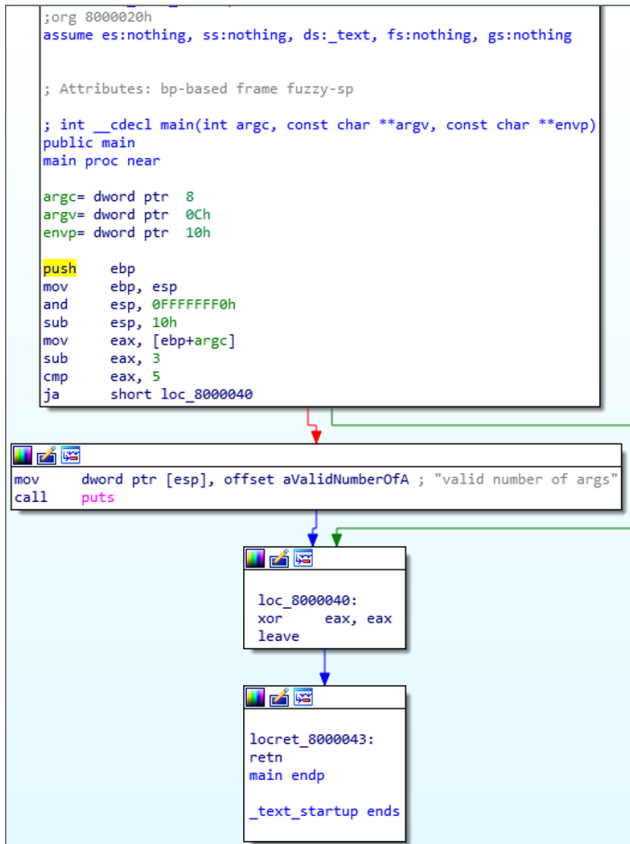 ;org 8000020h
assume es:nothing, ss:nothing, ds:_text, fs:nothing, gs:nothing
; Attributes: bp-based frame fuzzy-sp
; int __cdecl main(int argc, const char **argv, const char **envp)
public main
main proc near
argc= dword ptr  8
argv= dword ptr  0Ch
envp= dword ptr  10h
push    ebp
mov     ebp, esp
and     esp, 0FFFFFFF0h
sub     esp, 10h
mov     eax, [ebp+argc]
sub     eax, 3
cmp     eax, 5
ja      short loc_8000040
mov     dword ptr [esp], offset aValidNumberOfA ; "valid number of args"
call    puts
loc_8000040:
xor     eax, eax
leave
locret_8000043:
retn
main endp
_text_startup ends